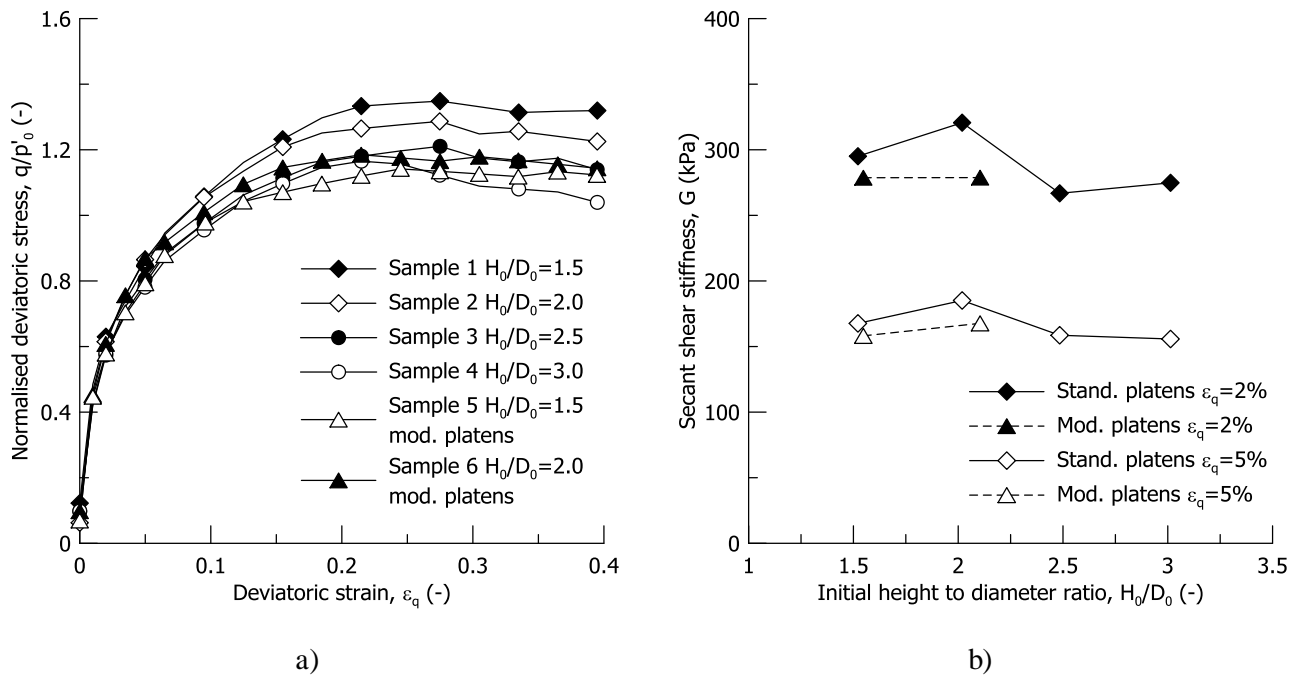 1.6
1.2
0.8
0.4
0
Normalised deviatoric stress, q/p'₀ (-)
Sample 1 H₀/D₀=1.5
Sample 2 H₀/D₀=2.0
Sample 3 H₀/D₀=2.5
Sample 4 H₀/D₀=3.0
Sample 5 H₀/D₀=1.5
mod. platens
Sample 6 H₀/D₀=2.0
mod. platens
0 0.1 0.2 0.3 0.4
Deviatoric strain, εq (-)
a)
400
300
200
100
0
Secant shear stiffness, G (kPa)
Stand. platens εq=2%
Mod. platens εq=2%
Stand. platens εq=5%
Mod. platens εq=5%
1 1.5 2 2.5 3 3.5
Initial height to diameter ratio, H₀/D₀ (-)
b)